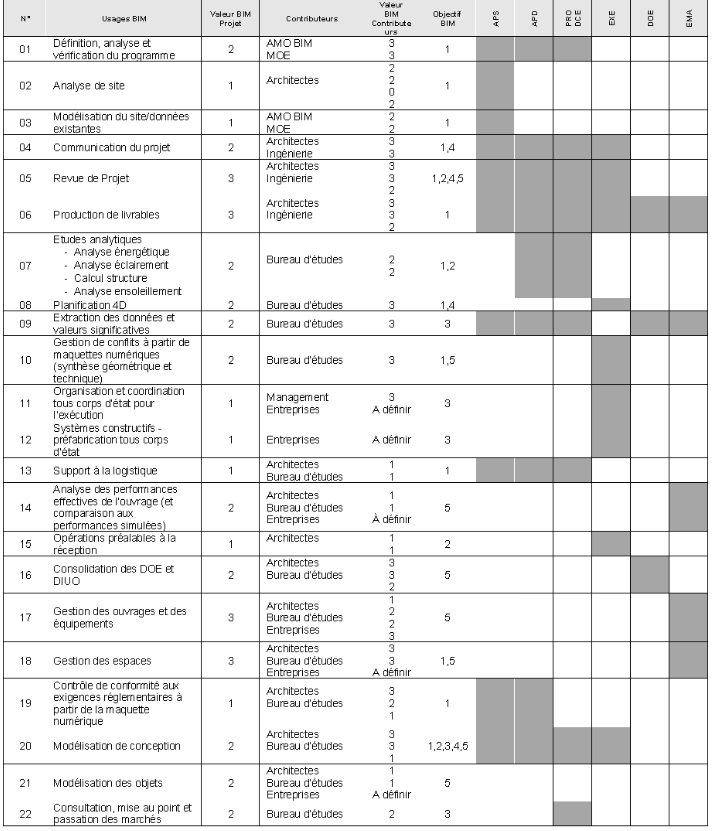 N° Usages BIM Valeur BIM Projet Contributeurs Valeur BIM Contribute urs Objectif BIM APS APD PRO DCE EXE DOE EMA
01 Définition, analyse et vérification du programme 2 AMO BIM MOE 3 3 1
02 Analyse de site 1 Architectes 2 2 0 2 1
03 Modélisation du site/données existantes 1 AMO BIM MOE 2 2 1
04 Communication du projet 2 Architectes Ingénierie 3 3 1,4
05 Revue de Projet 3 Architectes Ingénierie 3 3 2 1,2,4,5
06 Production de livrables 3 Architectes Ingénierie 3 3 2 1
07 Etudes analytiques - Analyse énergétique - Analyse éclairement - Calcul structure - Analyse ensoleillement 2 Bureau d'études 2 2 1,2
08 Planification 4D 2 Bureau d'études 3 1,4
09 Extraction des données et valeurs significatives 2 Bureau d'études 3 3
10 Gestion de conflits à partir de maquettes numériques (synthèse géométrique et technique) 2 Bureau d'études 3 1,5
11 Organisation et coordination tous corps d'état pour l'exécution 1 Management Entreprises 3 A définir 3
12 Systèmes constructifs - préfabrication tous corps d'état 1 Entreprises A définir 3
13 Support à la logistique 1 Architectes Bureau d'études 1 1 1
14 Analyse des performances effectives de l'ouvrage (et comparaison aux performances simulées) 2 Architectes Bureau d'études Entreprises 1 1 À définir 5
15 Opérations préalables à la réception 1 Architectes 1 1 2
16 Consolidation des DOE et DIUO 2 Architectes Bureau d'études 3 3 2 5
17 Gestion des ouvrages et des équipements 3 Architectes Bureau d'études Entreprises 1 2 2 3 5
18 Gestion des espaces 3 Architectes Bureau d'études Entreprises 3 3 A définir 1,5
19 Contrôle de conformité aux exigences réglementaires à partir de la maquette numérique 1 Architectes Bureau d'études 3 2 1 1
20 Modélisation de conception 2 Architectes Bureau d'études 3 3 1 1,2,3,4,5
21 Modélisation des objets 2 Architectes Bureau d'études Entreprises 1 1 A définir 5
22 Consultation, mise au point et passation des marchés 2 Bureau d'études 2 3